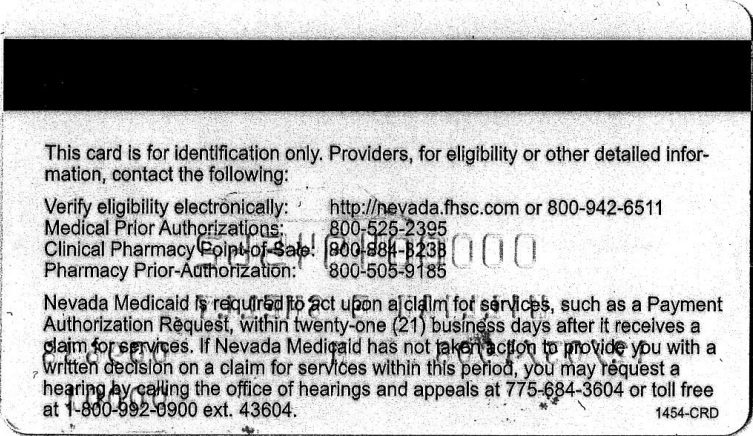 This card is for identification only. Providers, for eligibility or other detailed infor-
mation, contact the following:
Verify eligibility electronically: http://nevada.fhsc.com or 800-942-6511
Medical Prior Authorizations: 800-525-2395
Clinical Pharmacy Point-of-Sale: 800-884-3238
Pharmacy Prior-Authorization: 800-505-9185
Nevada Medicaid is required to act upon a claim for services, such as a Payment
Authorization Request, within twenty-one (21) business days after it receives a
claim for services. If Nevada Medicaid has not taken action to provide you with a
written decision on a claim for services within this period, you may request a
hearing by calling the office of hearings and appeals at 775-684-3604 or toll free
at 1-800-992-0900 ext. 43604.
1454-CRD